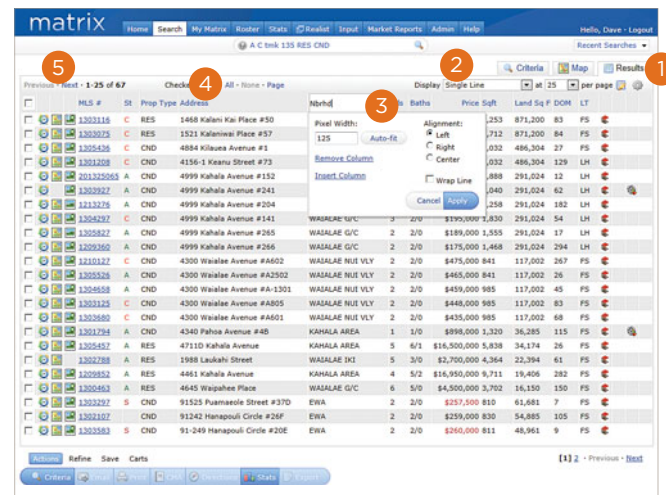 matrix
Home Search My Matrix Roster Stats Realist Input Market Reports Admin Help Hello, Dave · Logout
A C tmk 135 RES CND Recent Searches
Criteria Map Results
5 4 2 3 1
Previous · Next · 1-25 of 67 Checked All · None · Page Display Single Line at 25 per page
MLS # St Prop Type Address Nbrhd Baths Price Sqft Land Sq F DOM LT
Pixel Width: Alignment:
125 Auto-fit Left
Right
Remove Column Center
Insert Column Wrap Line
Cancel Apply
1303116 C RES 1468 Kalani Kai Place #50 ,253 871,200 83 FS
1303075 C RES 1521 Kalaniwai Place #57 ,712 871,200 84 FS
1305436 C CND 4884 Kilauea Avenue #1 ,032 486,304 27 FS
1301208 C CND 4156-1 Keanu Street #73 ,032 486,304 129 LH
201325065 A CND 4999 Kahala Avenue #152 ,888 291,024 12 LH
1303927 A CND 4999 Kahala Avenue #241 ,040 291,024 62 LH
1213276 A CND 4999 Kahala Avenue #204 ,258 291,024 182 LH
1304297 C CND 4999 Kahala Avenue #141 WAIALAE G/C 3 2/0 $195,000 1,830 291,024 54 LH
1305827 A CND 4999 Kahala Avenue #265 WAIALAE G/C 2 2/0 $189,000 1,555 291,024 17 LH
1209360 A CND 4999 Kahala Avenue #266 WAIALAE G/C 2 2/0 $175,000 1,468 291,024 294 LH
1210127 C CND 4300 Waialae Avenue #A602 WAIALAE NUI VLY 2 2/0 $475,000 841 117,002 267 FS
1305526 A CND 4300 Waialae Avenue #A2502 WAIALAE NUI VLY 2 2/0 $465,000 841 117,002 26 FS
1304658 A CND 4300 Waialae Avenue #A-1301 WAIALAE NUI VLY 2 2/0 $459,000 985 117,002 45 FS
1303125 C CND 4300 Waialae Avenue #A805 WAIALAE NUI VLY 2 2/0 $448,000 985 117,002 83 FS
1303680 C CND 4300 Waialae Avenue #A601 WAIALAE NUI VLY 2 2/0 $435,000 985 117,002 68 FS
1301794 A CND 4340 Pahoa Avenue #4B KAHALA AREA 1 1/0 $898,000 1,320 36,285 115 FS
1305457 A RES 4711D Kahala Avenue KAHALA AREA 5 6/1 $16,500,000 5,838 34,174 26 FS
1302788 A RES 1988 Laukahi Street WAIALAE IKI 5 3/0 $2,700,000 4,364 22,394 61 FS
1209852 A RES 4461 Kahala Avenue KAHALA AREA 4 5/2 $16,950,000 9,711 19,406 282 FS
1300463 A RES 4645 Waipahee Place WAIALAE G/C 6 5/0 $4,500,000 3,702 16,150 150 FS
1303297 S CND 91525 Puamaeole Street #37D EWA 2 2/0 $257,500 810 61,681 7 FS
1302107 CND 91242 Hanapouli Circle #26F EWA 2 2/0 $259,000 830 54,885 105 FS
1303583 S CND 91-249 Hanapouli Circle #20E EWA 2 2/0 $260,000 811 48,961 9 FS
Actions Refine Save Carts [1] 2 · Previous · Next
Criteria Email Print CMA Directions Stats Export